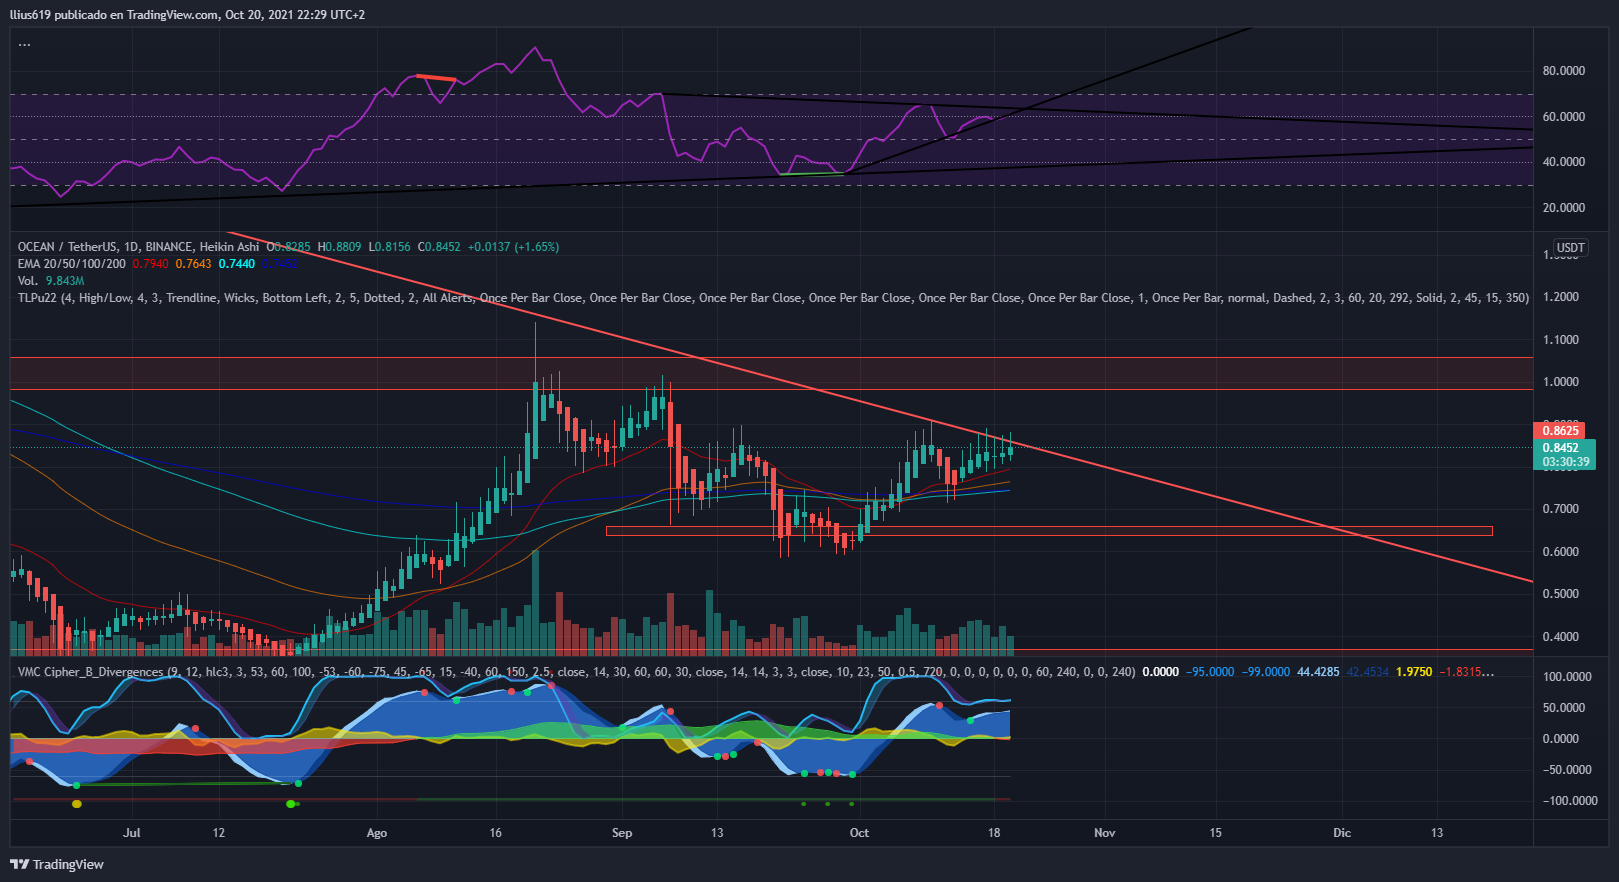 llius619 publicado en TradingView.com, Oct 20, 2021 22:29 UTC+2
...
80.0000
60.0000
40.0000
20.0000
OCEAN / TetherUS, 1D, BINANCE, Heikin Ashi O0.8285 H0.8809 L0.8156 C0.8452 +0.0137 (+1.65%)
USDT
EMA 20/50/100/200 0.7940 0.7643 0.7440
Vol. 9.843M
TLPu22 (4, High/Low, 4, 3, Trendline, Wicks, Bottom Left, 2, 5, Dotted, 2, All Alerts, Once Per Bar Close, Once Per Bar Close, Once Per Bar Close, Once Per Bar Close, Once Per Bar Close, Once Per Bar Close, 1, Once Per Bar, normal, Dashed, 2, 3, 60, 20, 292, Solid, 2, 45, 15, 350)
1.2000
1.1000
1.0000
0.8625
0.8452
03:30:39
0.7000
0.6000
0.5000
0.4000
VMC Cipher_B_Divergences (9, 12, hlc3, 3, 53, 60, 100, -53, -60, -75, -45, -65, 15, -40, 60, -150, 2.5, close, 14, 30, 60, 60, 30, close, 14, 14, 3, 3, close, 10, 23, 50, 0.5, 720, 0, 0, 0, 0, 0, 0, 60, 240, 0, 0, 240) 0.0000 −95.0000 −99.0000 44.4285 42.4534 1.9750 −1.8315...
100.0000
50.0000
0.0000
−50.0000
−100.0000
Jul 12 Ago 16 Sep 13 Oct 18 Nov 15 Dic 13
TradingView